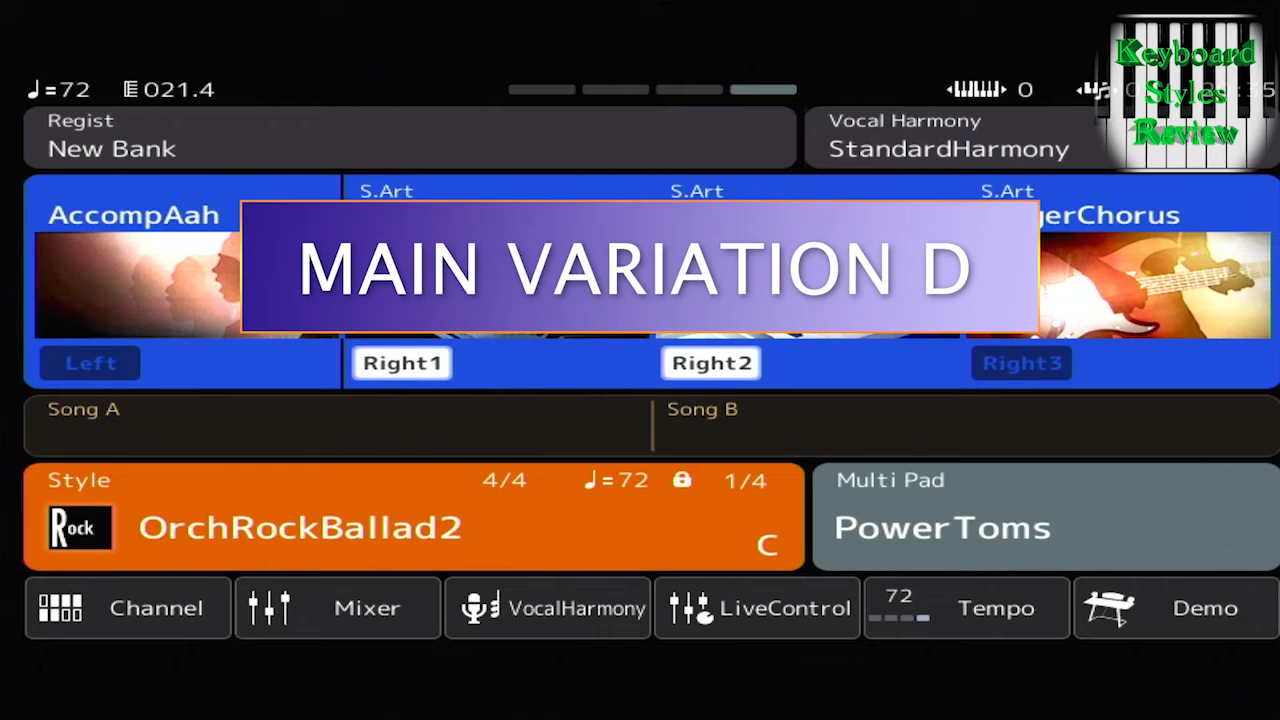 ♩=72 021.4 0
Keyboard
Styles
Review
Regist
New Bank
Vocal Harmony
StandardHarmony
AccompAah
S.Art
S.Art
S.Art
MAIN VARIATION D
Left
Right1
Right2
Right3
Song A
Song B
Style 4/4 ♩=72 1/4
Rock
OrchRockBallad2
C
Multi Pad
PowerToms
Channel
Mixer
VocalHarmony
LiveControl
72
Tempo
Demo